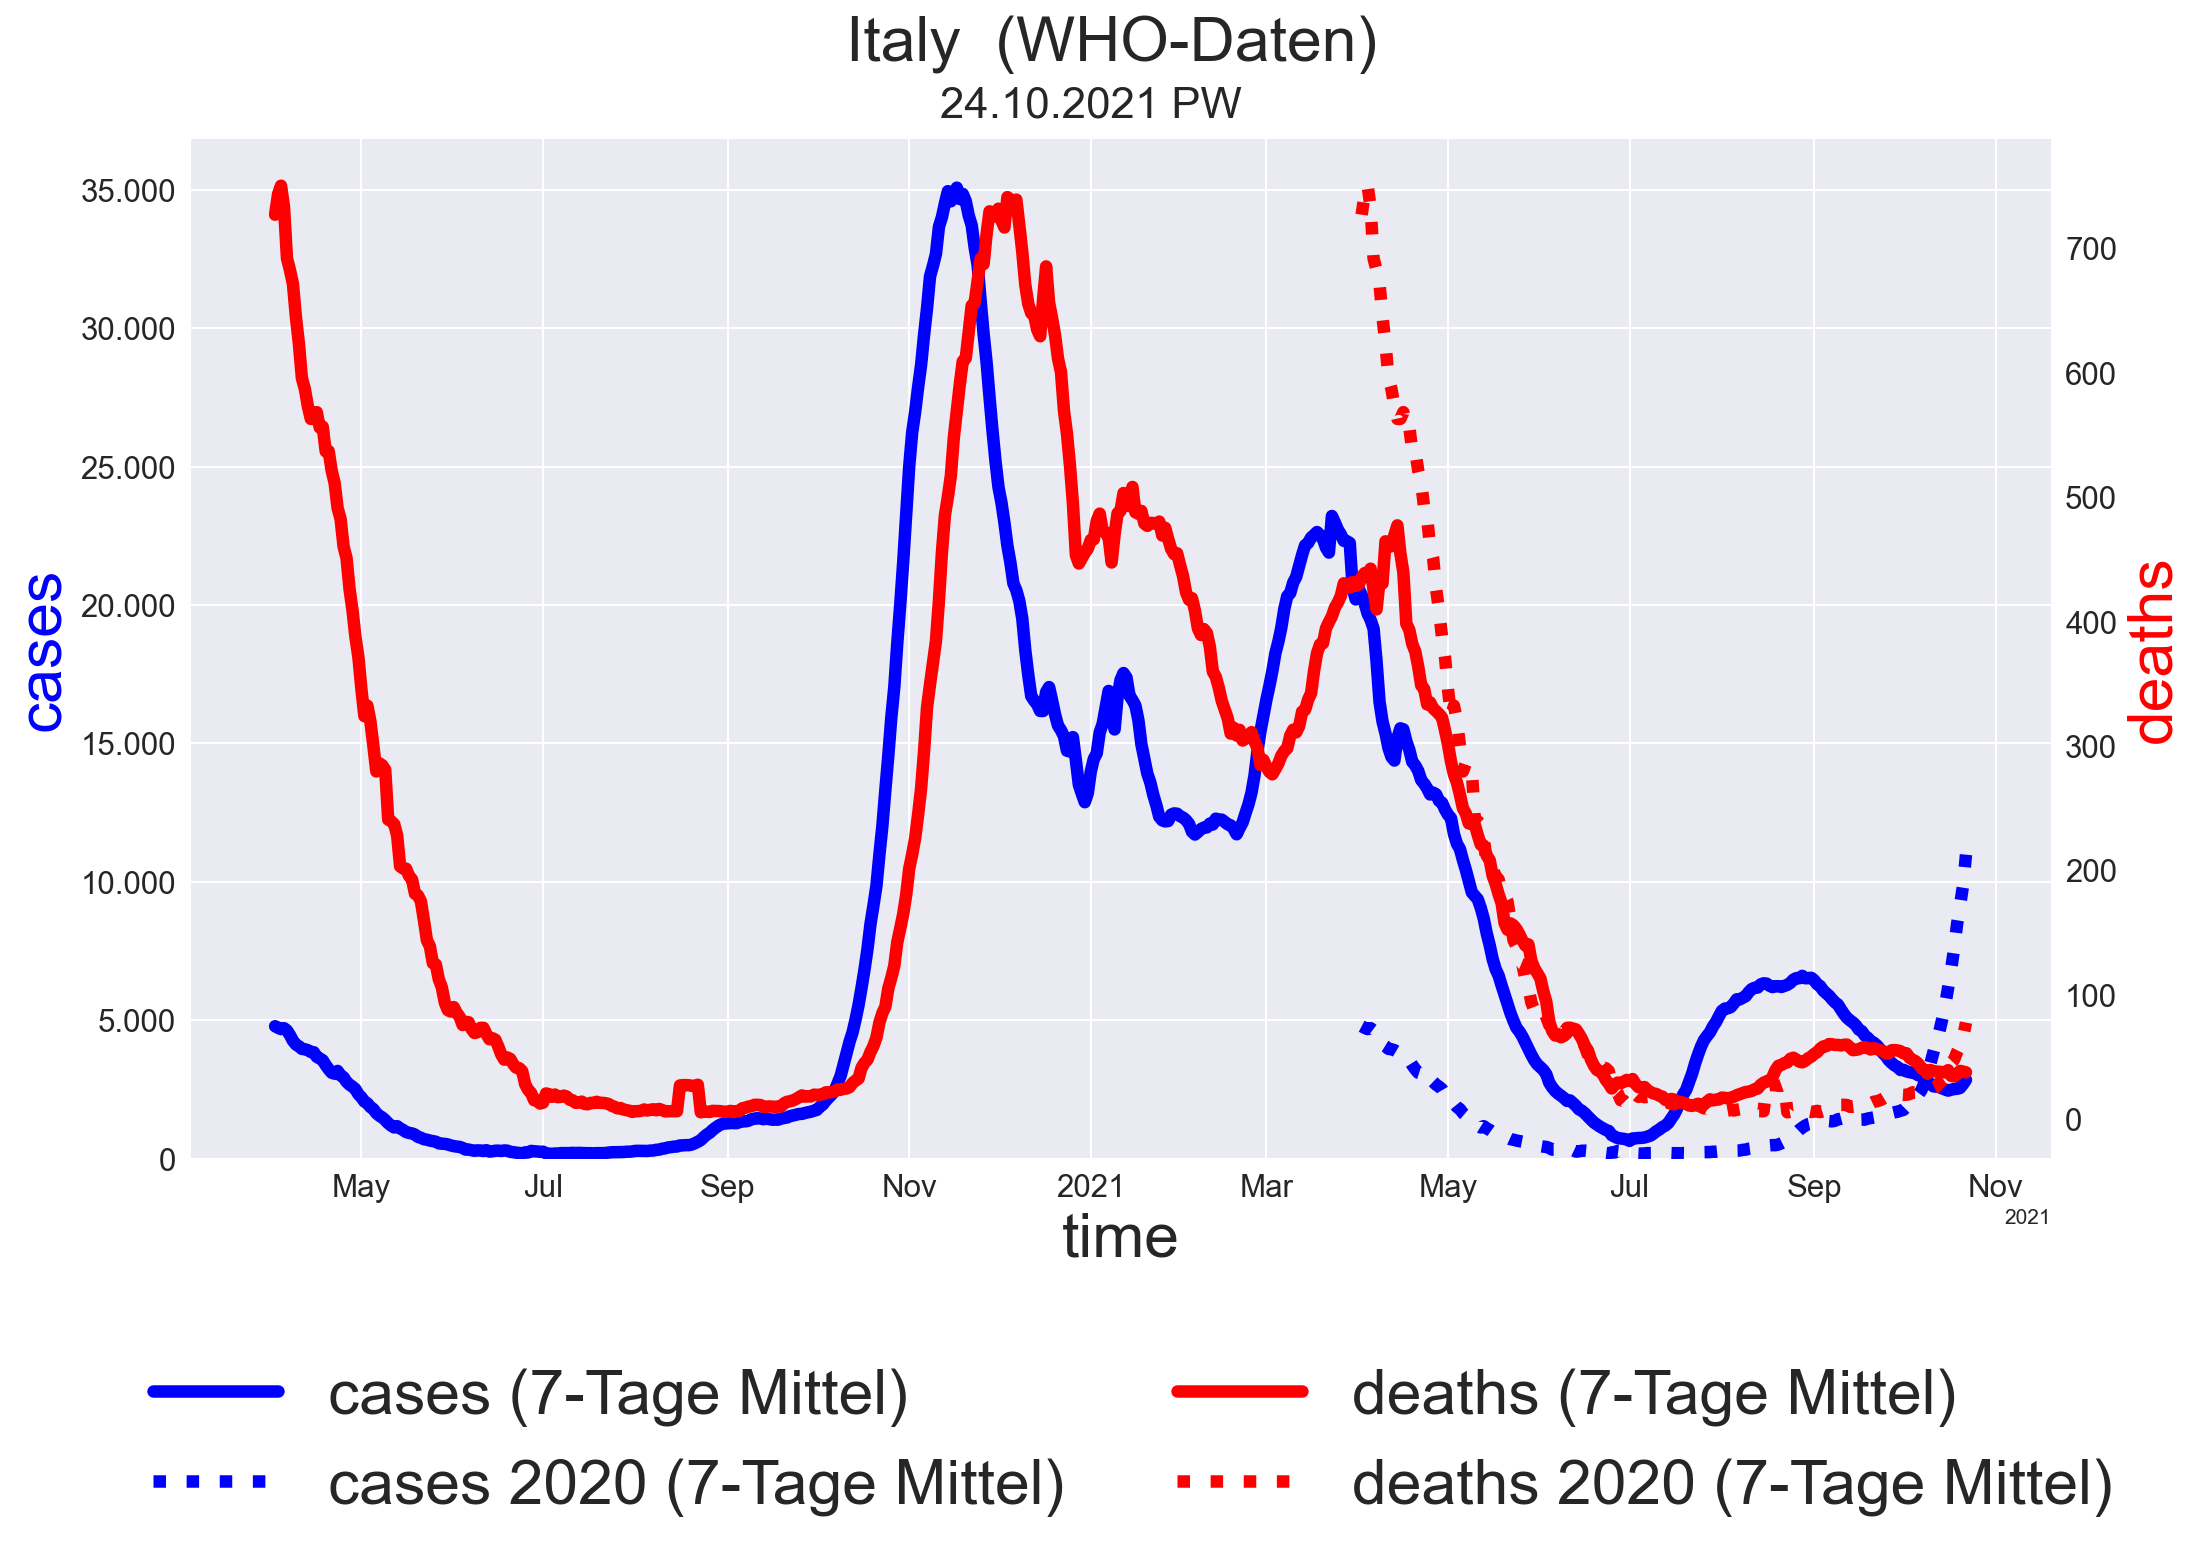 Italy (WHO-Daten)
24.10.2021 PW
35.000
30.000
25.000
20.000
15.000
10.000
5.000
0
cases
700
600
500
400
300
200
100
0
deaths
May Jul Sep Nov 2021 Mar May Jul Sep Nov
2021
time
cases (7-Tage Mittel) deaths (7-Tage Mittel)
cases 2020 (7-Tage Mittel) deaths 2020 (7-Tage Mittel)